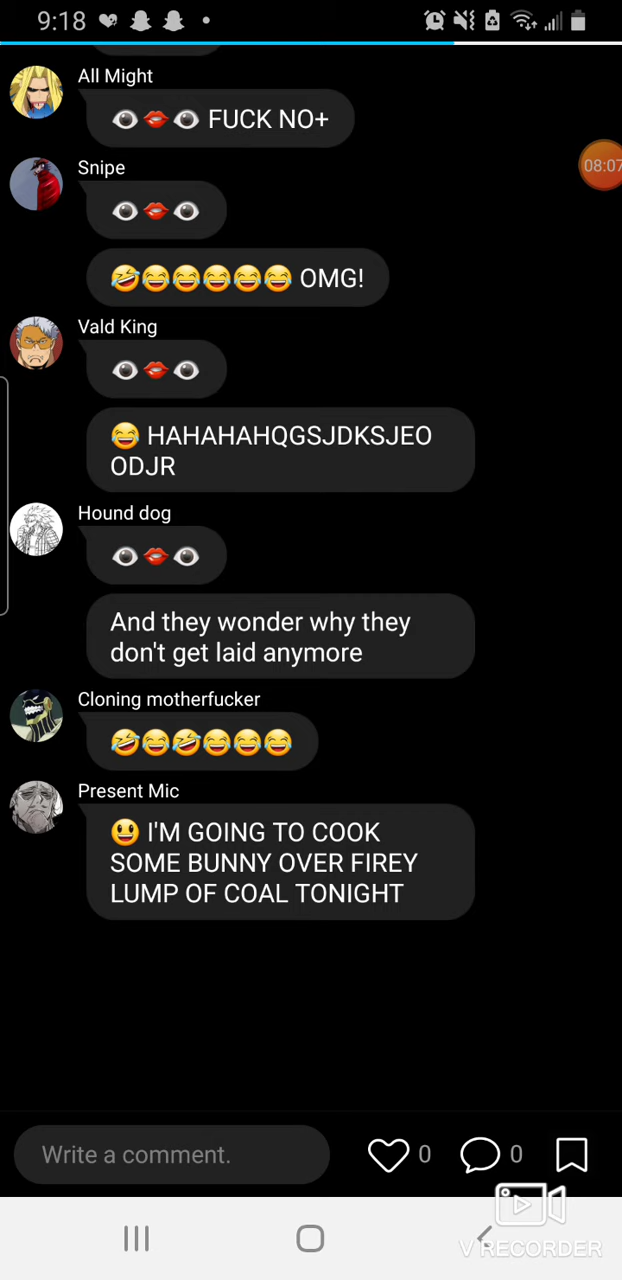 9:18
All Might
👁️👄👁️ FUCK NO+
08:07
Snipe
👁️👄👁️
🤣😂😂😂😂😂 OMG!
Vald King
👁️👄👁️
😂 HAHAHAHQGSJDKSJEO
ODJR
Hound dog
👁️👄👁️
And they wonder why they
don't get laid anymore
Cloning motherfucker
🤣😂🤣😂😂😂
Present Mic
😃 I'M GOING TO COOK
SOME BUNNY OVER FIREY
LUMP OF COAL TONIGHT
Write a comment.
0
0
V RECORDER